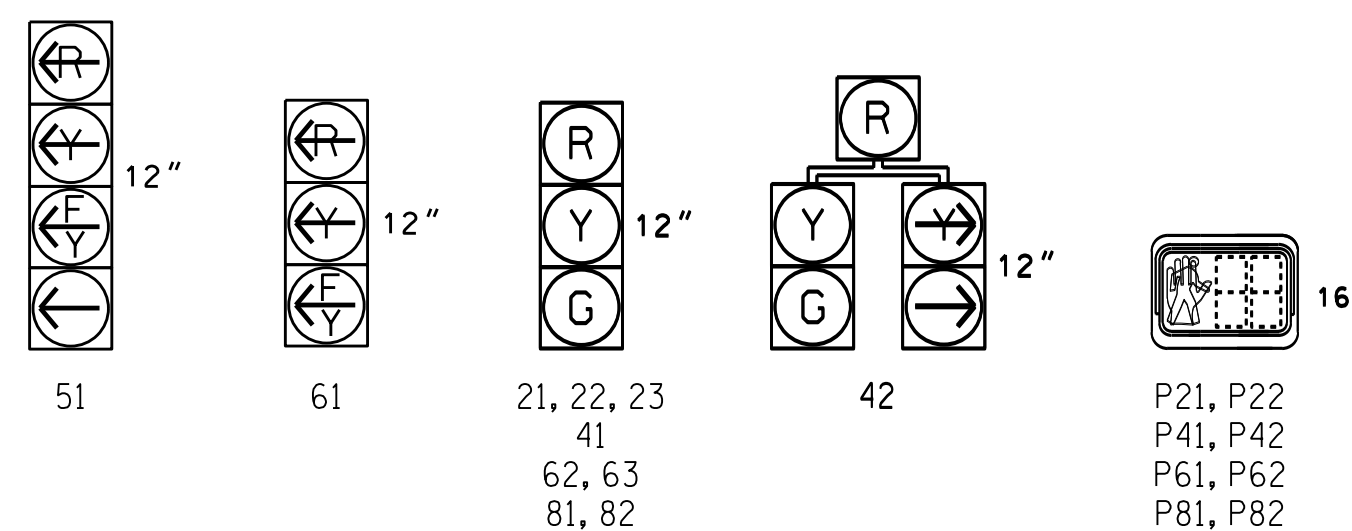 R
Y
12"
F
Y
51
R
Y
12"
F
Y
61
R
Y
12"
G
21, 22, 23
41
62, 63
81, 82
R
Y Y
12"
G
42
16
P21, P22
P41, P42
P61, P62
P81, P82